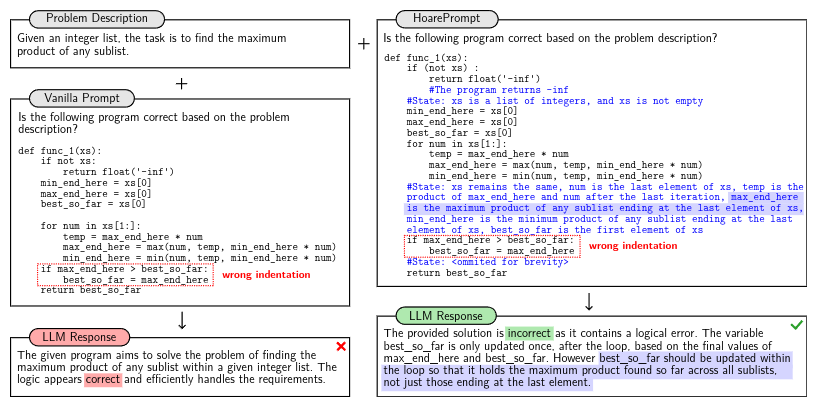 Problem Description
Given an integer list, the task is to find the maximum
product of any sublist.
+
Vanilla Prompt
Is the following program correct based on the problem
description?
def func_1(xs):
    if not xs:
        return float('-inf')
    min_end_here = xs[0]
    max_end_here = xs[0]
    best_so_far = xs[0]
    for num in xs[1:]:
        temp = max_end_here * num
        max_end_here = max(num, temp, min_end_here * num)
        min_end_here = min(num, temp, min_end_here * num)
    if max_end_here > best_so_far:
        best_so_far = max_end_here
wrong indentation
    return best_so_far
LLM Response
The given program aims to solve the problem of finding the
maximum product of any sublist within a given integer list. The
logic appears correct and efficiently handles the requirements.
+
HoarePrompt
Is the following program correct based on the problem description?
def func_1(xs):
    if (not xs) :
        return float('-inf')
        #The program returns -inf
    #State: xs is a list of integers, and xs is not empty
    min_end_here = xs[0]
    max_end_here = xs[0]
    best_so_far = xs[0]
    for num in xs[1:]:
        temp = max_end_here * num
        max_end_here = max(num, temp, min_end_here * num)
        min_end_here = min(num, temp, min_end_here * num)
    #State: xs remains the same, num is the last element of xs, temp is the
    product of max_end_here and num after the last iteration, max_end_here
    is the maximum product of any sublist ending at the last element of xs,
    min_end_here is the minimum product of any sublist ending at the last
    element of xs, best_so_far is the first element of xs
    if max_end_here > best_so_far:
        best_so_far = max_end_here
wrong indentation
    #State: <ommited for brevity>
    return best_so_far
LLM Response
The provided solution is incorrect as it contains a logical error. The variable
best_so_far is only updated once, after the loop, based on the final values of
max_end_here and best_so_far. However best_so_far should be updated within
the loop so that it holds the maximum product found so far across all sublists,
not just those ending at the last element.